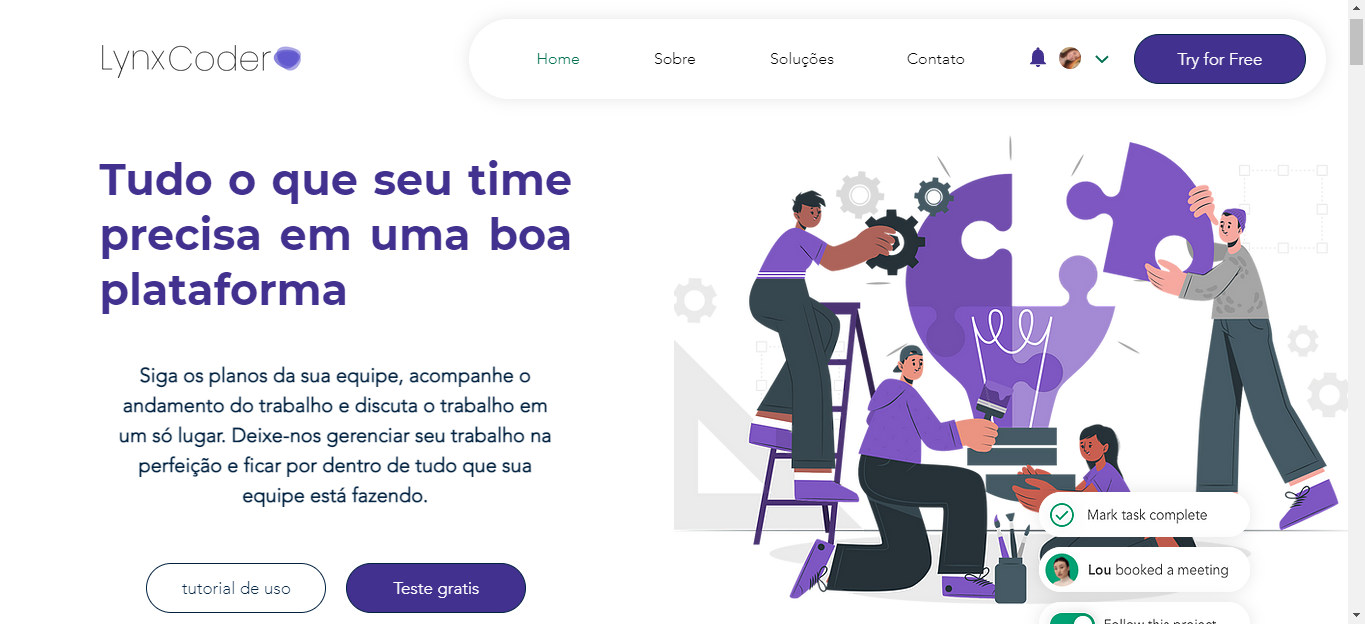 LynxCoder
Home
Sobre
Soluções
Contato
Try for Free
Tudo o que seu time
precisa em uma boa
plataforma
Siga os planos da sua equipe, acompanhe o
andamento do trabalho e discuta o trabalho em
um só lugar. Deixe-nos gerenciar seu trabalho na
perfeição e ficar por dentro de tudo que sua
equipe está fazendo.
tutorial de uso
Teste gratis
Mark task complete
Lou booked a meeting
Follow this project